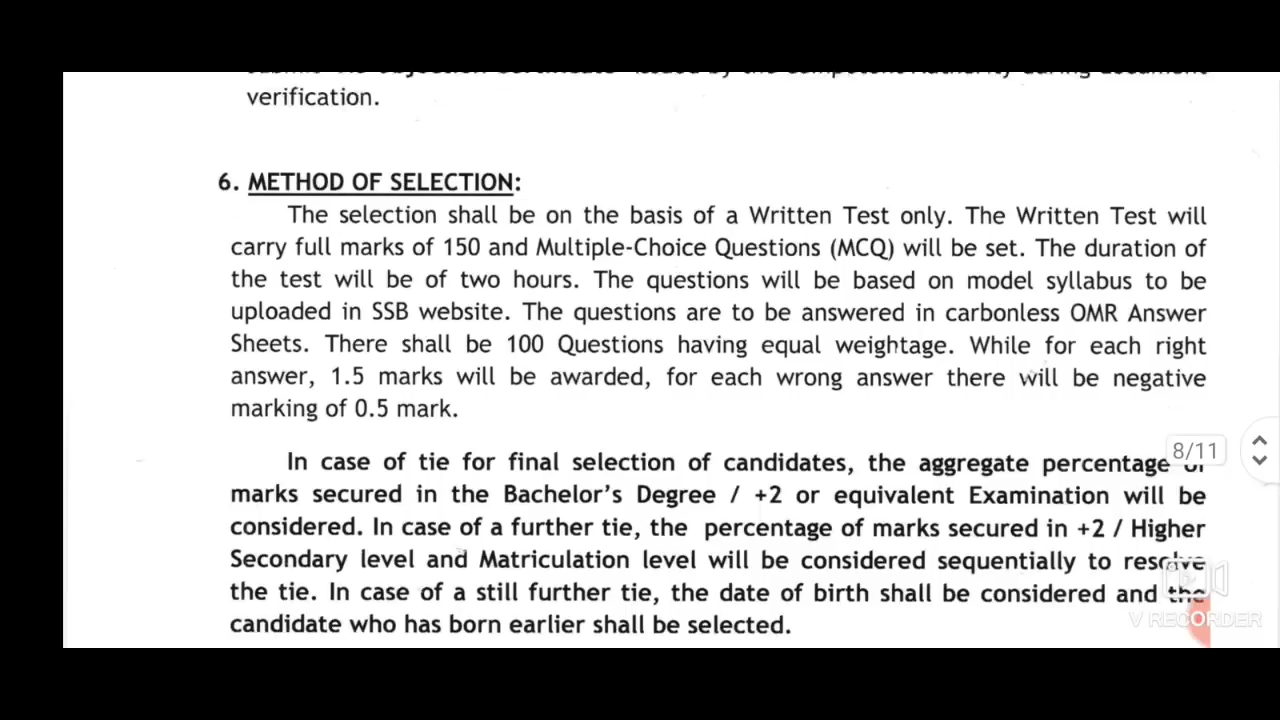 verification.
6. METHOD OF SELECTION:
The selection shall be on the basis of a Written Test only. The Written Test will
carry full marks of 150 and Multiple-Choice Questions (MCQ) will be set. The duration of
the test will be of two hours. The questions will be based on model syllabus to be
uploaded in SSB website. The questions are to be answered in carbonless OMR Answer
Sheets. There shall be 100 Questions having equal weightage. While for each right
answer, 1.5 marks will be awarded, for each wrong answer there will be negative
marking of 0.5 mark.
In case of tie for final selection of candidates, the aggregate percentage of
marks secured in the Bachelor's Degree / +2 or equivalent Examination will be
considered. In case of a further tie, the percentage of marks secured in +2 / Higher
Secondary level and Matriculation level will be considered sequentially to resolve
the tie. In case of a still further tie, the date of birth shall be considered and the
candidate who has born earlier shall be selected.
8/11
V RECORDER